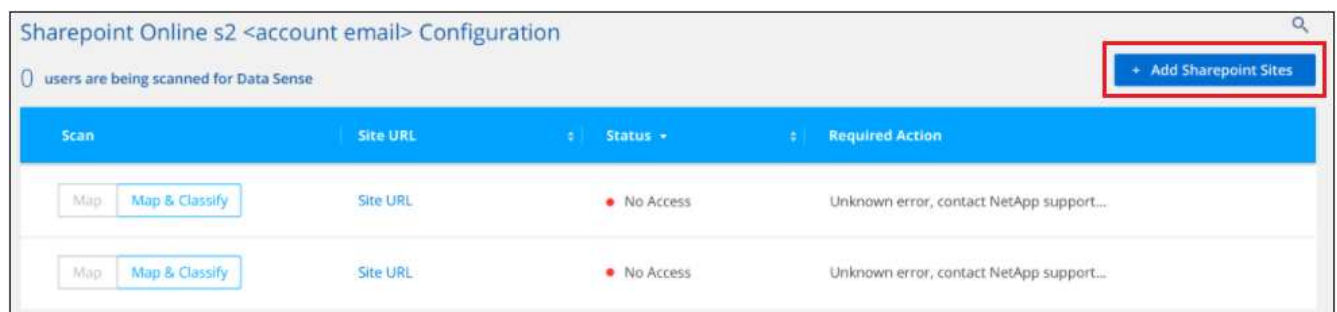 Sharepoint Online s2 <account email> Configuration
0 users are being scanned for Data Sense
+ Add Sharepoint Sites
Scan Site URL Status Required Action
Map Map & Classify Site URL No Access Unknown error, contact NetApp support...
Map Map & Classify Site URL No Access Unknown error, contact NetApp support...